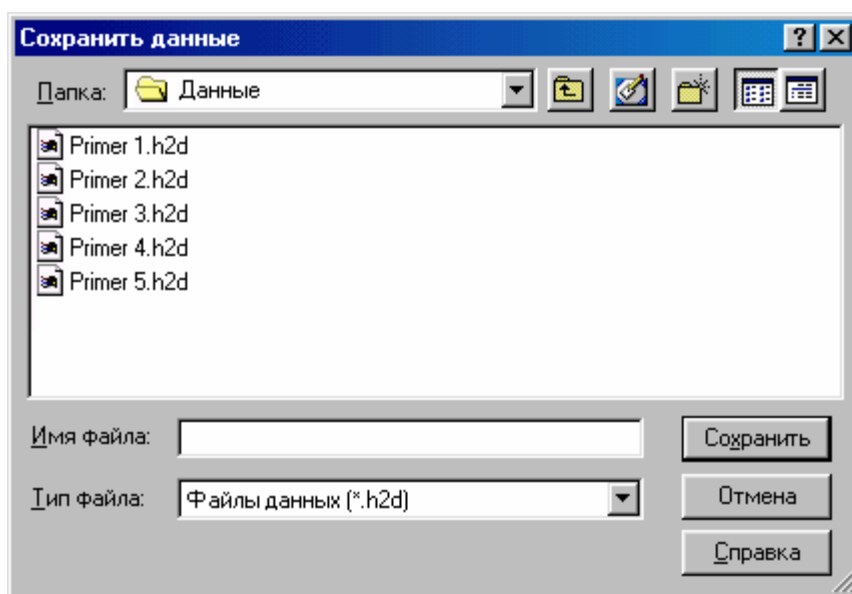 Сохранить данные
Папка: Данные
Primer 1.h2d
Primer 2.h2d
Primer 3.h2d
Primer 4.h2d
Primer 5.h2d
Имя файла: Сохранить
Тип файла: Файлы данных (*.h2d) Отмена
Справка